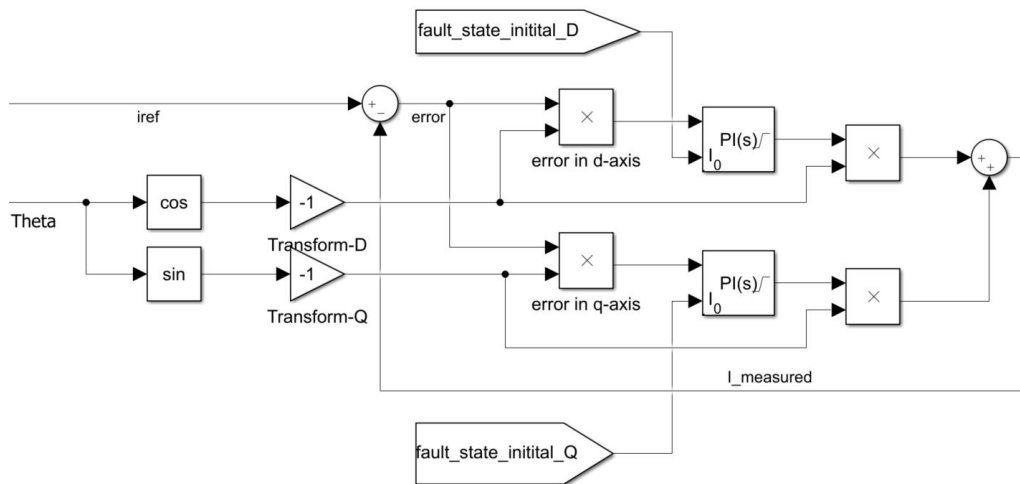 fault_state_initital_D
iref
+
−
error
×
error in d-axis
PI(s)
I0
×
+
+
Theta
cos
-1
Transform-D
sin
-1
Transform-Q
×
error in q-axis
PI(s)
I0
×
I_measured
fault_state_initital_Q